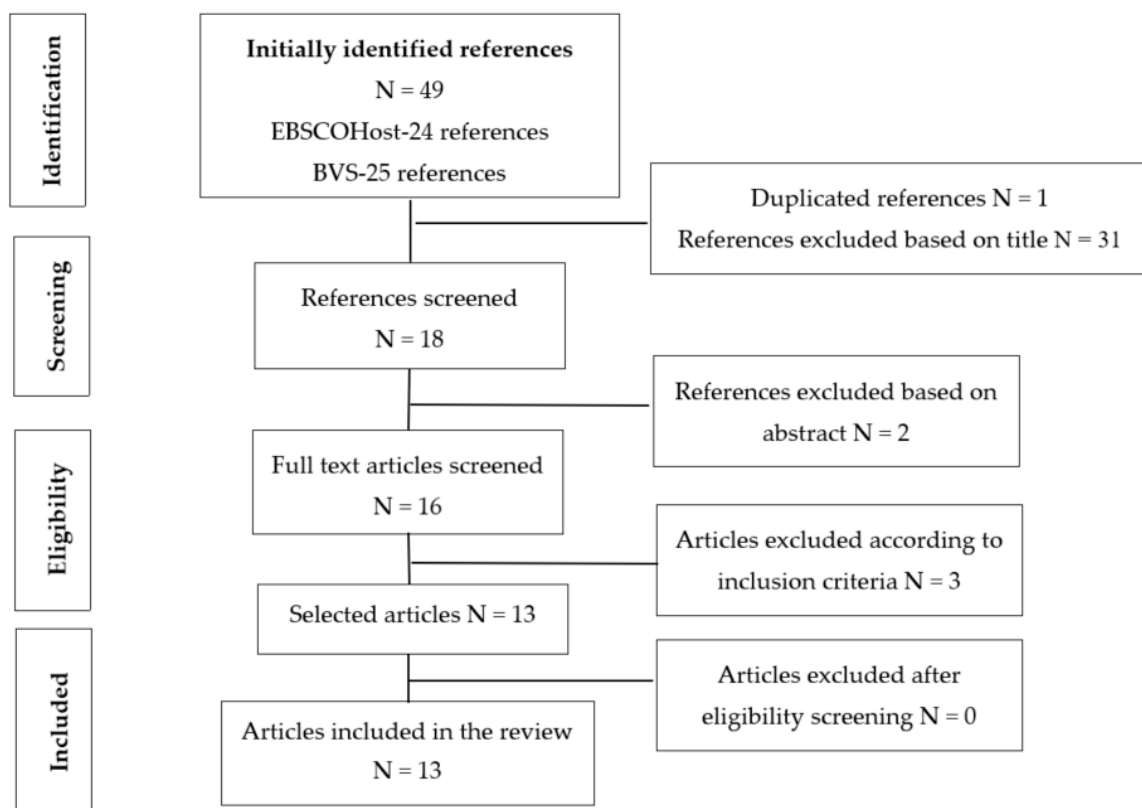 Identification
Initially identified references
N = 49
EBSCOHost-24 references
BVS-25 references
Duplicated references N = 1
References excluded based on title N = 31
Screening
References screened
N = 18
References excluded based on
abstract N = 2
Eligibility
Full text articles screened
N = 16
Articles excluded according to
inclusion criteria N = 3
Selected articles N = 13
Included
Articles excluded after
eligibility screening N = 0
Articles included in the review
N = 13